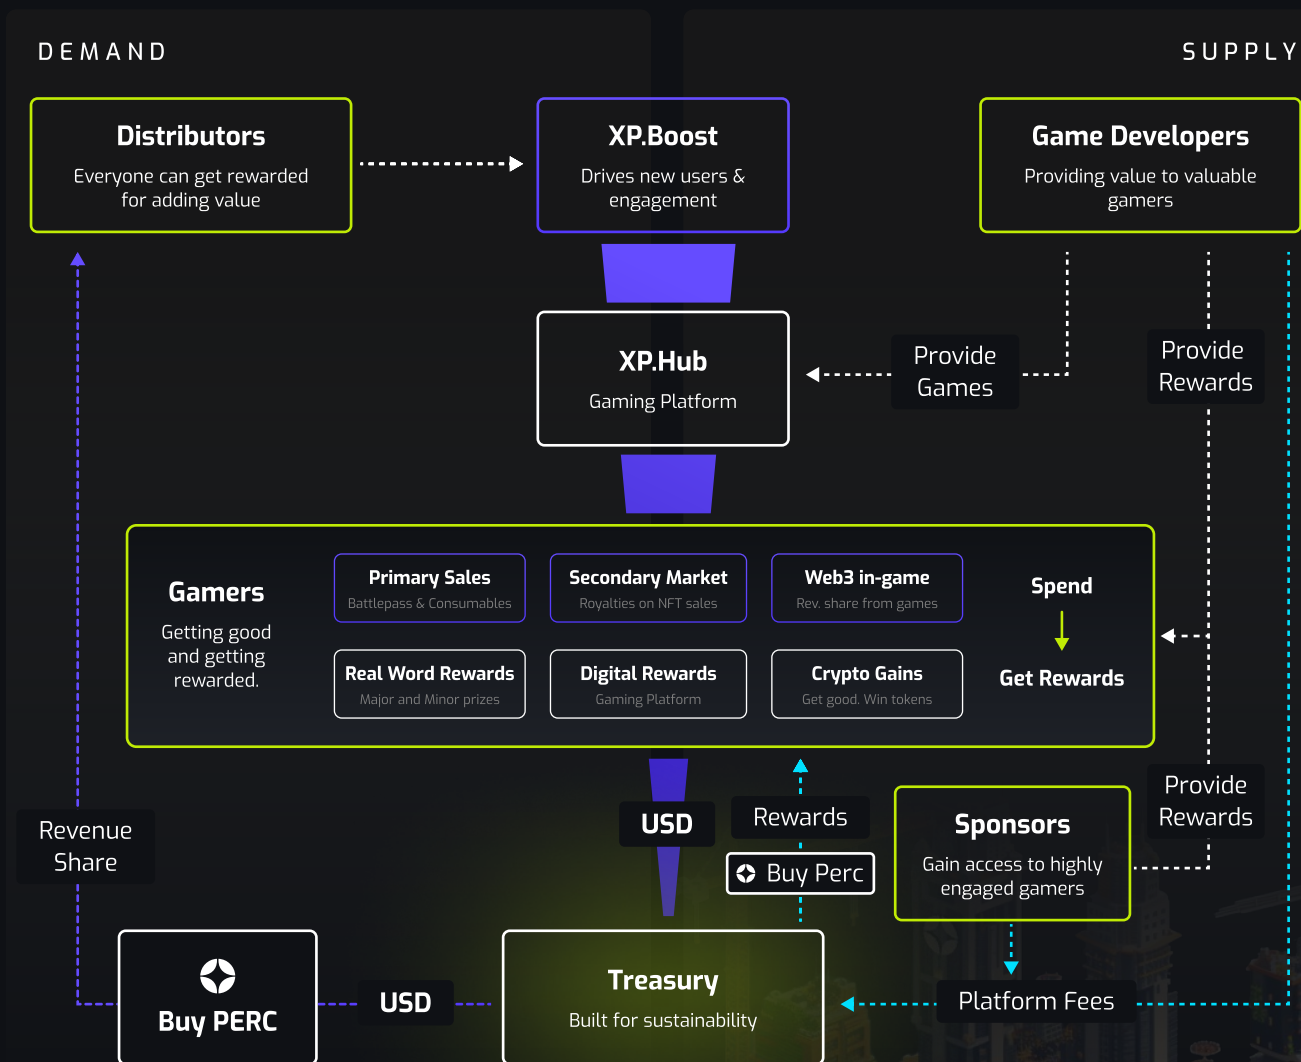 DEMAND
SUPPLY
Distributors
Everyone can get rewarded
for adding value
XP.Boost
Drives new users &
engagement
Game Developers
Providing value to valuable
gamers
XP.Hub
Gaming Platform
Provide
Games
Provide
Rewards
Gamers
Getting good
and getting
rewarded.
Primary Sales
Battlepass & Consumables
Secondary Market
Royalties on NFT sales
Web3 in-game
Rev. share from games
Real Word Rewards
Major and Minor prizes
Digital Rewards
Gaming Platform
Crypto Gains
Get good. Win tokens
Spend
Get Rewards
Revenue
Share
USD
Rewards
Buy Perc
Sponsors
Gain access to highly
engaged gamers
Provide
Rewards
Buy PERC
USD
Treasury
Built for sustainability
Platform Fees